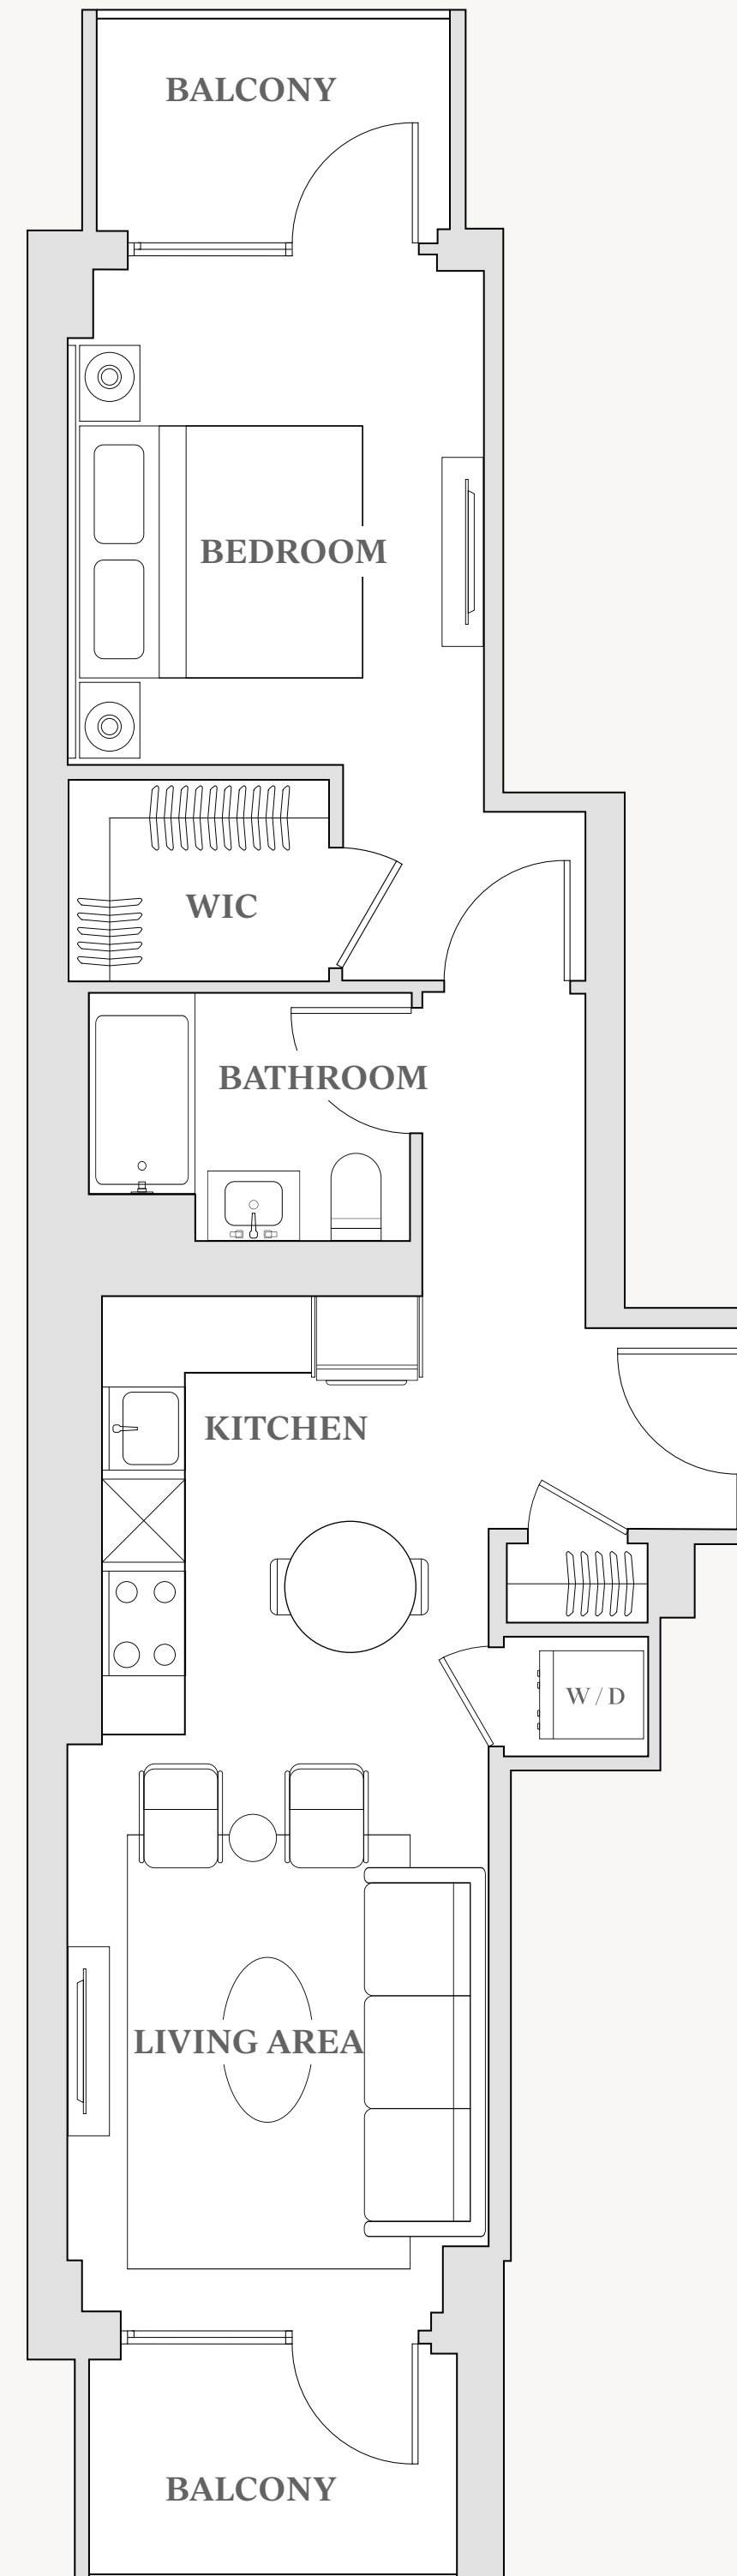 BALCONY
BEDROOM
WIC
BATHROOM
KITCHEN
W / D
LIVING AREA
BALCONY